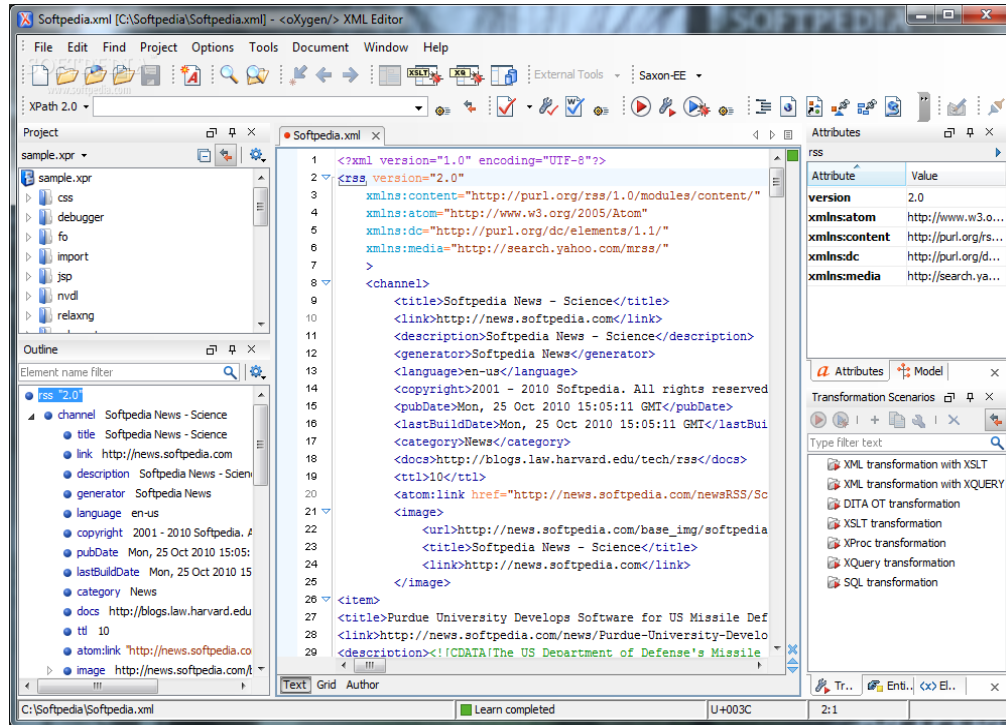 Softpedia.xml [C:\Softpedia\Softpedia.xml] - <oXygen/> XML Editor
SOFTPEDIA
File Edit Find Project Options Tools Document Window Help
SOFTPEDIA
www.softpedia.com
XSLT XQ External Tools Saxon-EE
XPath 2.0
Project
sample.xpr
sample.xpr
css
debugger
fo
import
jsp
nvdl
relaxng
Outline
Element name filter
rss "2.0"
channel Softpedia News - Science
title Softpedia News - Science
link http://news.softpedia.com
description Softpedia News - Scien
generator Softpedia News
language en-us
copyright 2001 - 2010 Softpedia. A
pubDate Mon, 25 Oct 2010 15:05:
lastBuildDate Mon, 25 Oct 2010 15
category News
docs http://blogs.law.harvard.edu
ttl 10
atom:link "http://news.softpedia.co
image http://news.softpedia.com/b
Softpedia.xml
1 <?xml version="1.0" encoding="UTF-8"?>
2 <rss version="2.0"
3 xmlns:content="http://purl.org/rss/1.0/modules/content/"
4 xmlns:atom="http://www.w3.org/2005/Atom"
5 xmlns:dc="http://purl.org/dc/elements/1.1/"
6 xmlns:media="http://search.yahoo.com/mrss/"
7 >
8 <channel>
9 <title>Softpedia News - Science</title>
10 <link>http://news.softpedia.com</link>
11 <description>Softpedia News - Science</description>
12 <generator>Softpedia News</generator>
13 <language>en-us</language>
14 <copyright>2001 - 2010 Softpedia. All rights reserved
15 <pubDate>Mon, 25 Oct 2010 15:05:11 GMT</pubDate>
16 <lastBuildDate>Mon, 25 Oct 2010 15:05:11 GMT</lastBui
17 <category>News</category>
18 <docs>http://blogs.law.harvard.edu/tech/rss</docs>
19 <ttl>10</ttl>
20 <atom:link href="http://news.softpedia.com/newsRSS/Sc
21 <image>
22 <url>http://news.softpedia.com/base_img/softpedia
23 <title>Softpedia News - Science</title>
24 <link>http://news.softpedia.com</link>
25 </image>
26 <item>
27 <title>Purdue University Develops Software for US Missile Def
28 <link>http://news.softpedia.com/news/Purdue-University-Develo
29 <description><![CDATA[The US Department of Defense's Missile
Text Grid Author
Attributes
rss
Attribute Value
version 2.0
xmlns:atom http://www.w3.o...
xmlns:content http://purl.org/rs...
xmlns:dc http://purl.org/d...
xmlns:media http://search.ya...
Attributes Model
Transformation Scenarios
Type filter text
XML transformation with XSLT
XML transformation with XQUERY
DITA OT transformation
XSLT transformation
XProc transformation
XQuery transformation
SQL transformation
Tr.. Enti.. <x> El..
C:\Softpedia\Softpedia.xml Learn completed U+003C 2:1